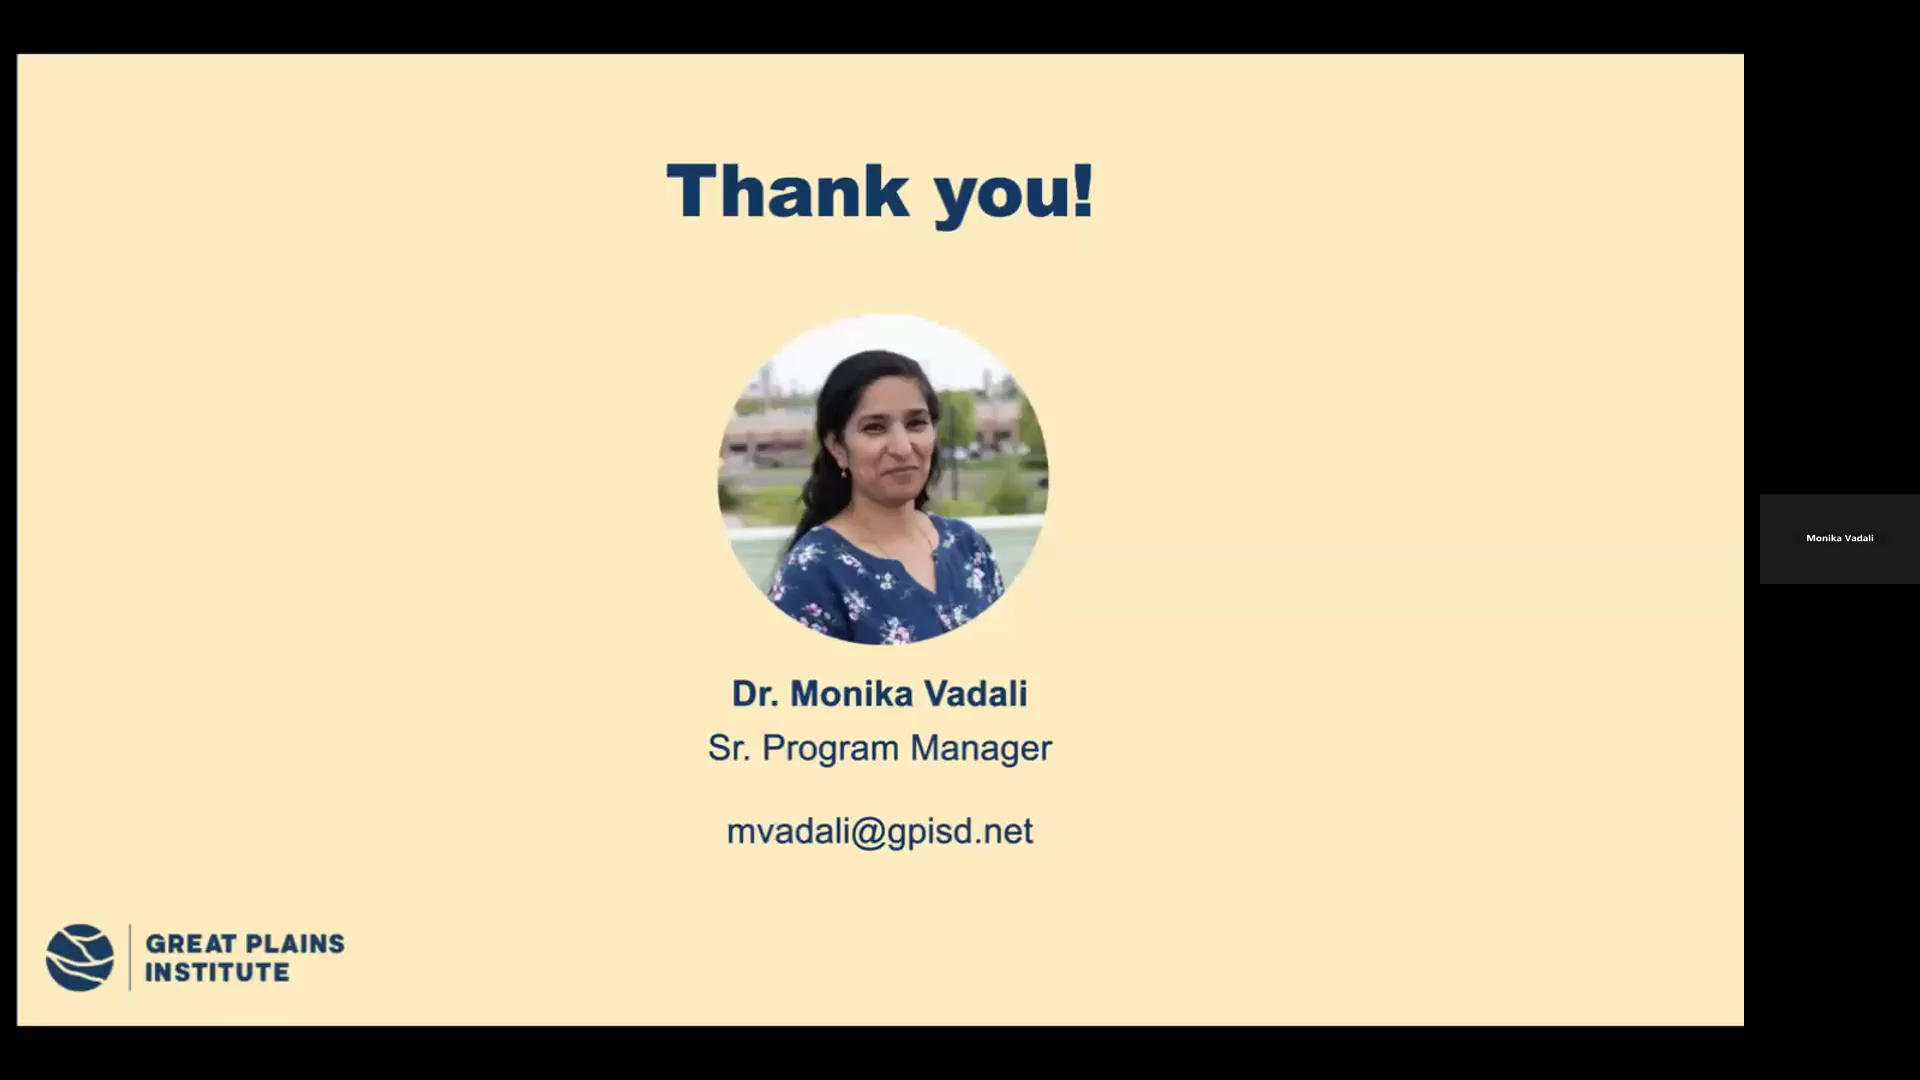 Thank you!
Dr. Monika Vadali
Sr. Program Manager
mvadali@gpisd.net
GREAT PLAINS
INSTITUTE
Monika Vadali